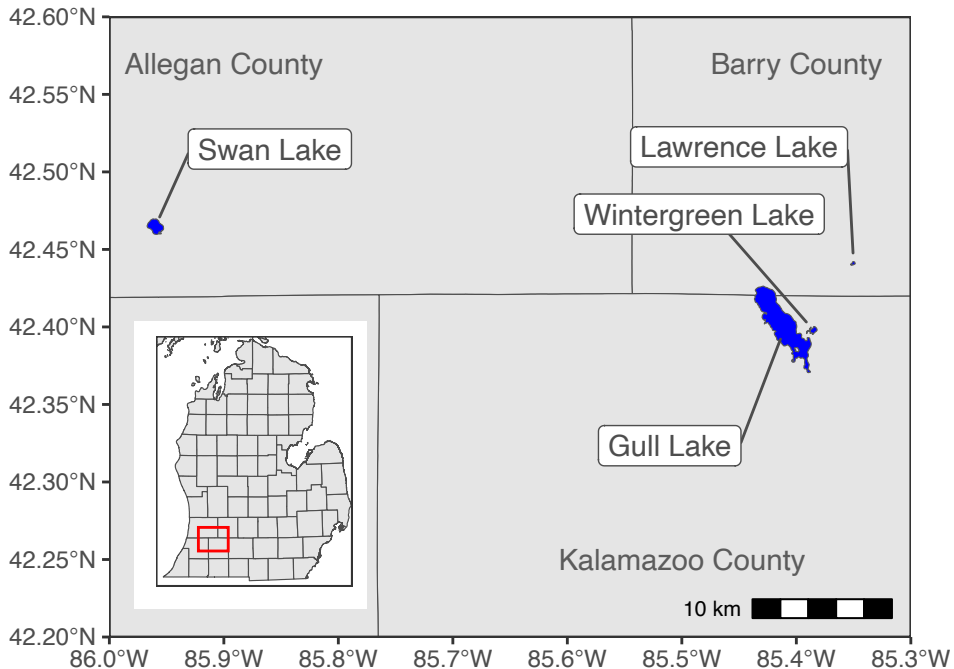 42.60°N
Allegan County
Barry County
42.55°N
Swan Lake
Lawrence Lake
42.50°N
Wintergreen Lake
42.45°N
42.40°N
42.35°N
Gull Lake
42.30°N
42.25°N
Kalamazoo County
10 km
42.20°N
86.0°W
85.9°W
85.8°W
85.7°W
85.6°W
85.5°W
85.4°W
85.3°W